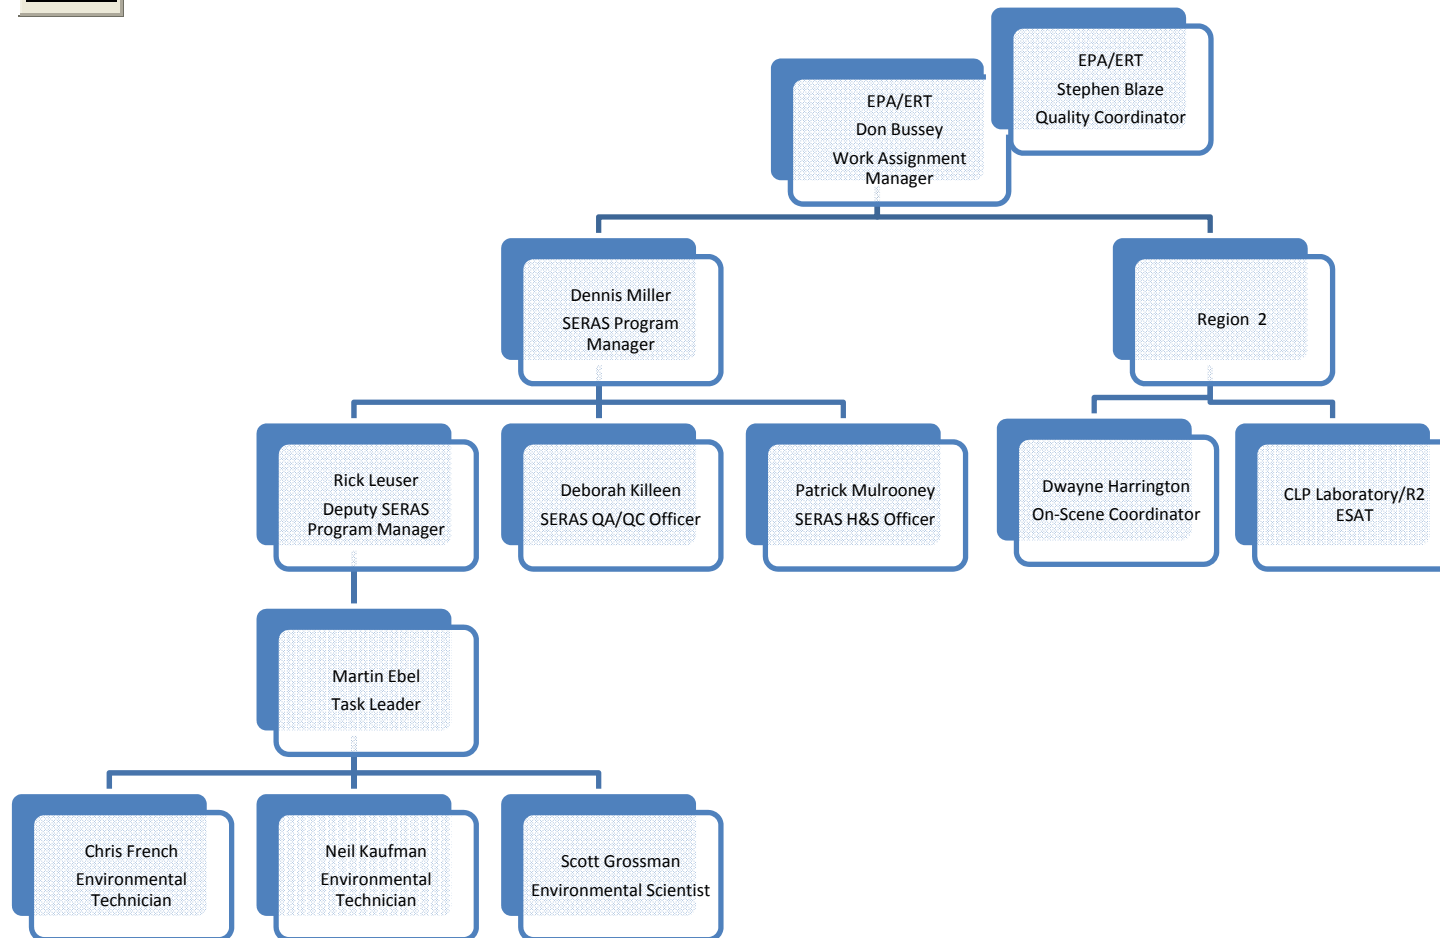 EPA/ERT
Stephen Blaze
Quality Coordinator
EPA/ERT
Don Bussey
Work Assignment
Manager
Dennis Miller
SERAS Program
Manager
Region  2
Rick Leuser
Deputy SERAS
Program Manager
Deborah Killeen
SERAS QA/QC Officer
Patrick Mulrooney
SERAS H&S Officer
Dwayne Harrington
On-Scene Coordinator
CLP Laboratory/R2
ESAT
Martin Ebel
Task Leader
Chris French
Environmental
Technician
Neil Kaufman
Environmental
Technician
Scott Grossman
Environmental Scientist